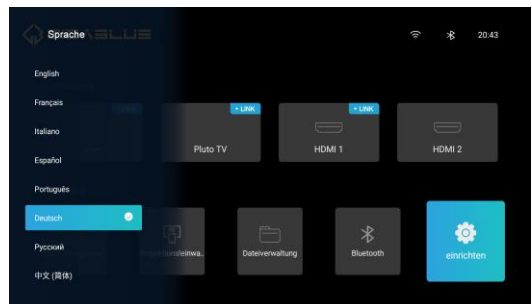 Sprache
20:43
English
Français
Italiano
Español
Português
Deutsch
Русский
中文 (简体)
• LINK
• LINK
Pluto TV
HDMI 1
HDMI 2
Dateiverwaltung
Bluetooth
einrichten